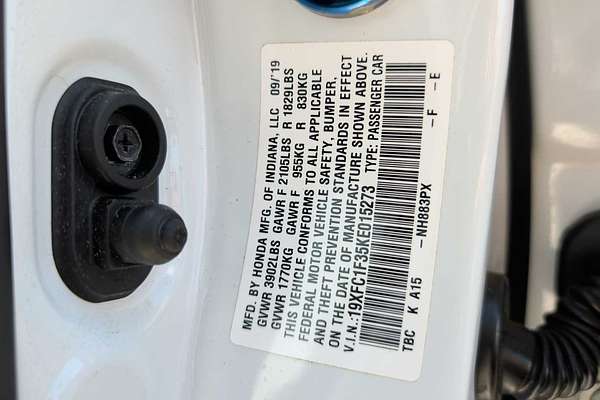 MFD. BY HONDA MFG. OF INDIANA, LLC 09/'19
GVWR 3902LBS GAWR F 2105LBS R 1829LBS
GVWR 1770KG GAWR F 955KG R 830KG
THIS VEHICLE CONFORMS TO ALL APPLICABLE
FEDERAL MOTOR VEHICLE SAFETY, BUMPER,
AND THEFT PREVENTION STANDARDS IN EFFECT
ON THE DATE OF MANUFACTURE SHOWN ABOVE.
V.I.N.:19XFC1F35KE015273 TYPE: PASSENGER CAR
TBC K A15 -NH883PX -F -E